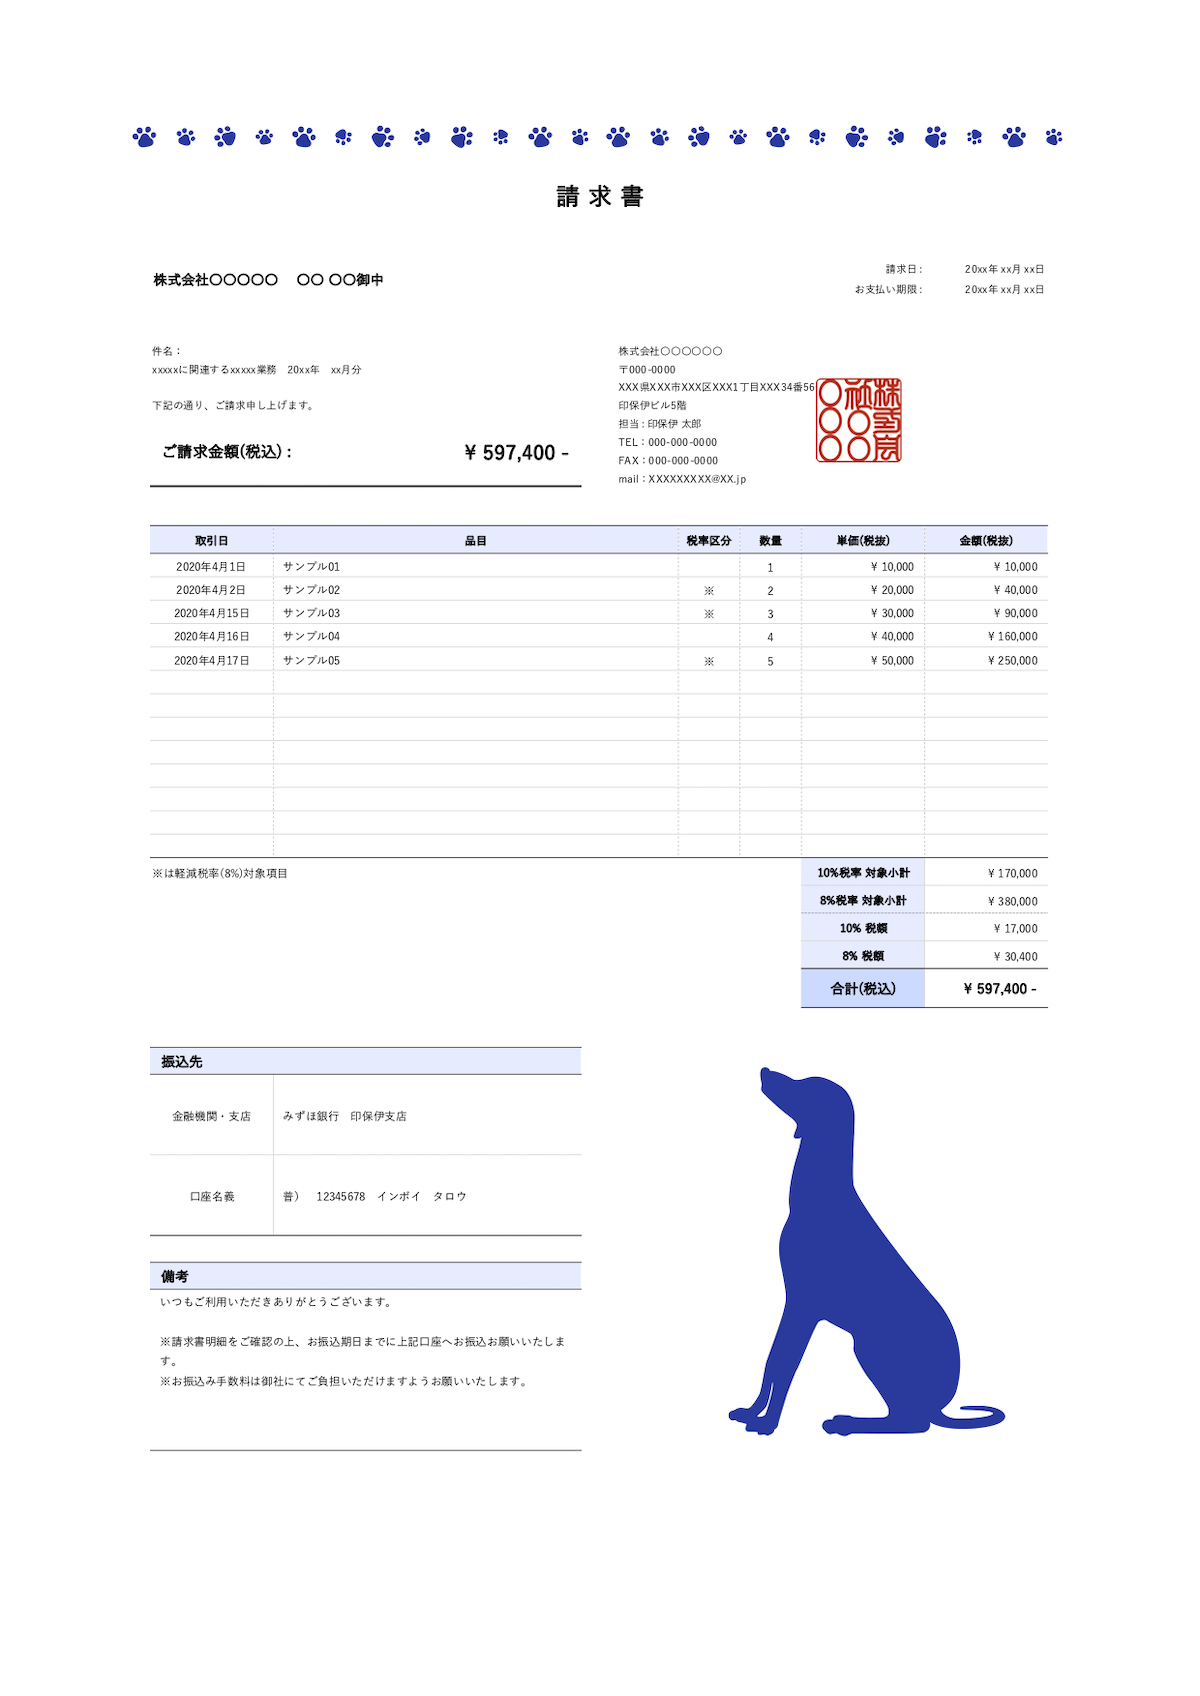 請求書
株式会社〇〇〇〇〇　〇〇 〇〇御中
請求日： 20xx年 xx月 xx日
お支払い期限： 20xx年 xx月 xx日
件名：
xxxxxに関連するxxxxx業務　20xx年　xx月分
下記の通り、ご請求申し上げます。
ご請求金額(税込)： ¥ 597,400 -
株式会社〇〇〇〇〇〇
〒000-0000
XXX県XXX市XXX区XXX1丁目XXX34番56
印保伊ビル5階
担当：印保伊 太郎
TEL：000-000-0000
FAX：000-000-0000
mail：XXXXXXXXX@XX.jp
株式会社〇〇〇〇〇〇
取引日 品目 税率区分 数量 単価(税抜) 金額(税抜)
2020年4月1日 サンプル01 1 ¥ 10,000 ¥ 10,000
2020年4月2日 サンプル02 ※ 2 ¥ 20,000 ¥ 40,000
2020年4月15日 サンプル03 ※ 3 ¥ 30,000 ¥ 90,000
2020年4月16日 サンプル04 4 ¥ 40,000 ¥ 160,000
2020年4月17日 サンプル05 ※ 5 ¥ 50,000 ¥ 250,000
※は軽減税率(8%)対象項目
10%税率 対象小計 ¥ 170,000
8%税率 対象小計 ¥ 380,000
10% 税額 ¥ 17,000
8% 税額 ¥ 30,400
合計(税込) ¥ 597,400 -
振込先
金融機関・支店 みずほ銀行　印保伊支店
口座名義 普）　12345678　インボイ　タロウ
備考
いつもご利用いただきありがとうございます。
※請求書明細をご確認の上、お振込期日までに上記口座へお振込お願いいたしま
す。
※お振込み手数料は御社にてご負担いただけますようお願いいたします。